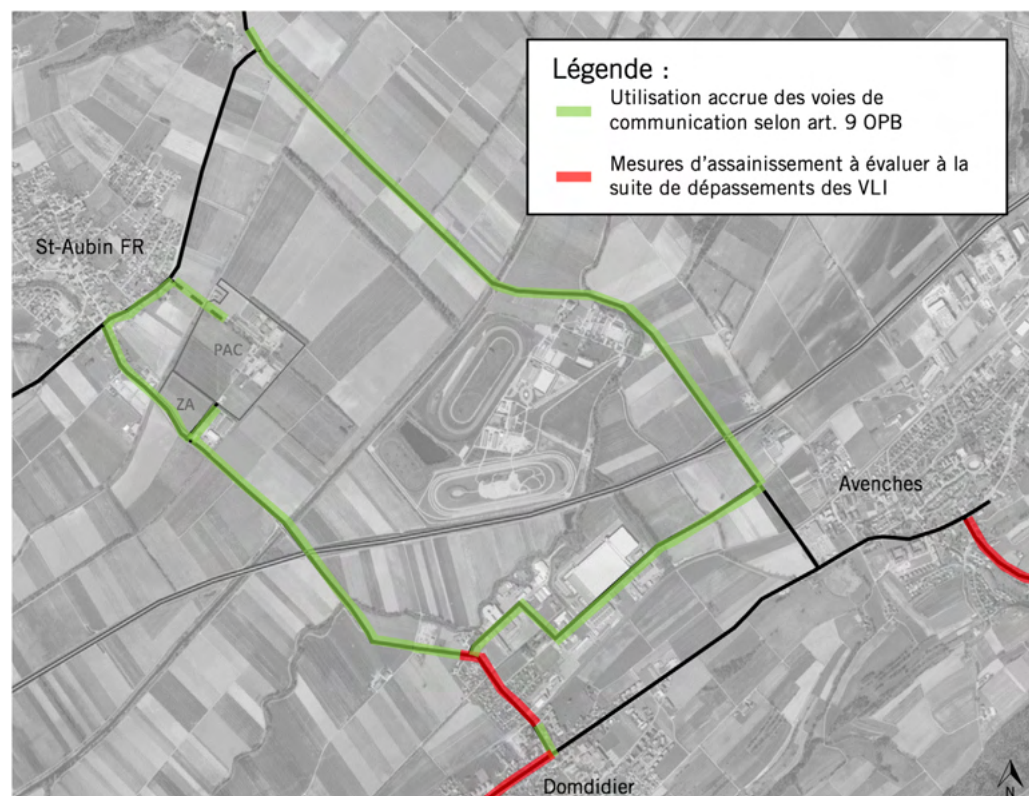 Légende :
Utilisation accrue des voies de
communication selon art. 9 OPB
Mesures d'assainissement à évaluer à la
suite de dépassements des VLI
St-Aubin FR
PAC
ZA
Avenches
Domdidier
N